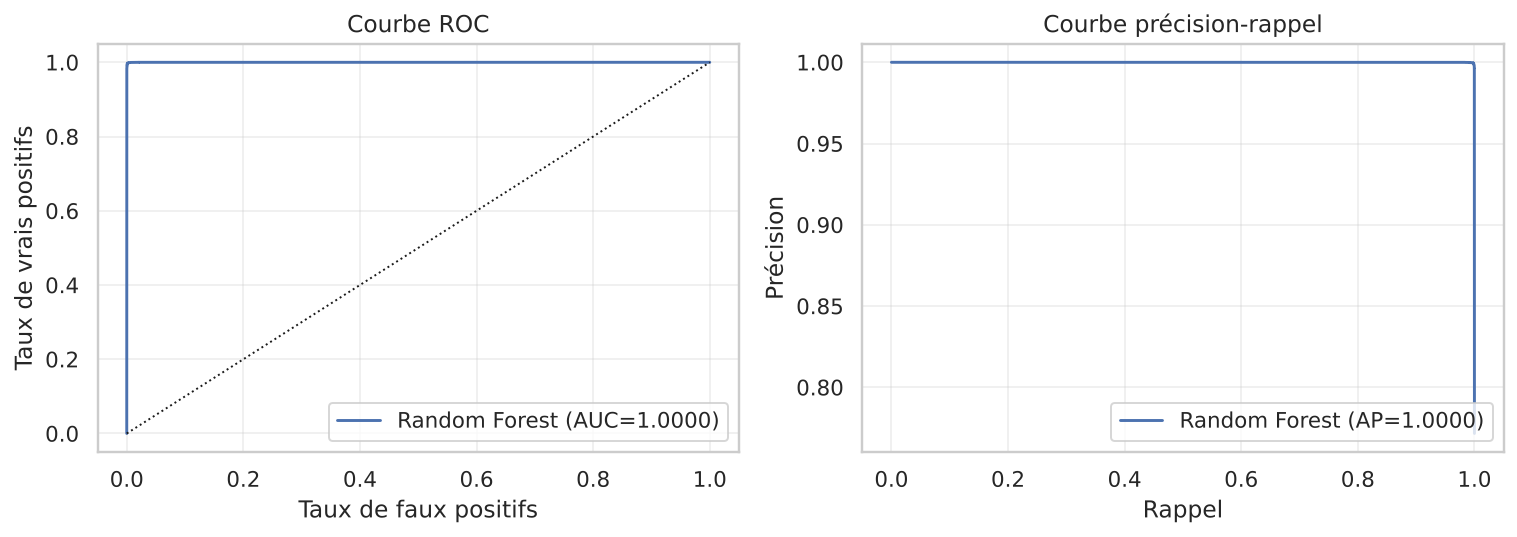 Courbe ROC
Taux de vrais positifs
1.0
0.8
0.6
0.4
0.2
0.0
Random Forest (AUC=1.0000)
0.0 0.2 0.4 0.6 0.8 1.0
Taux de faux positifs
Courbe précision-rappel
Précision
1.00
0.95
0.90
0.85
0.80
Random Forest (AP=1.0000)
0.0 0.2 0.4 0.6 0.8 1.0
Rappel